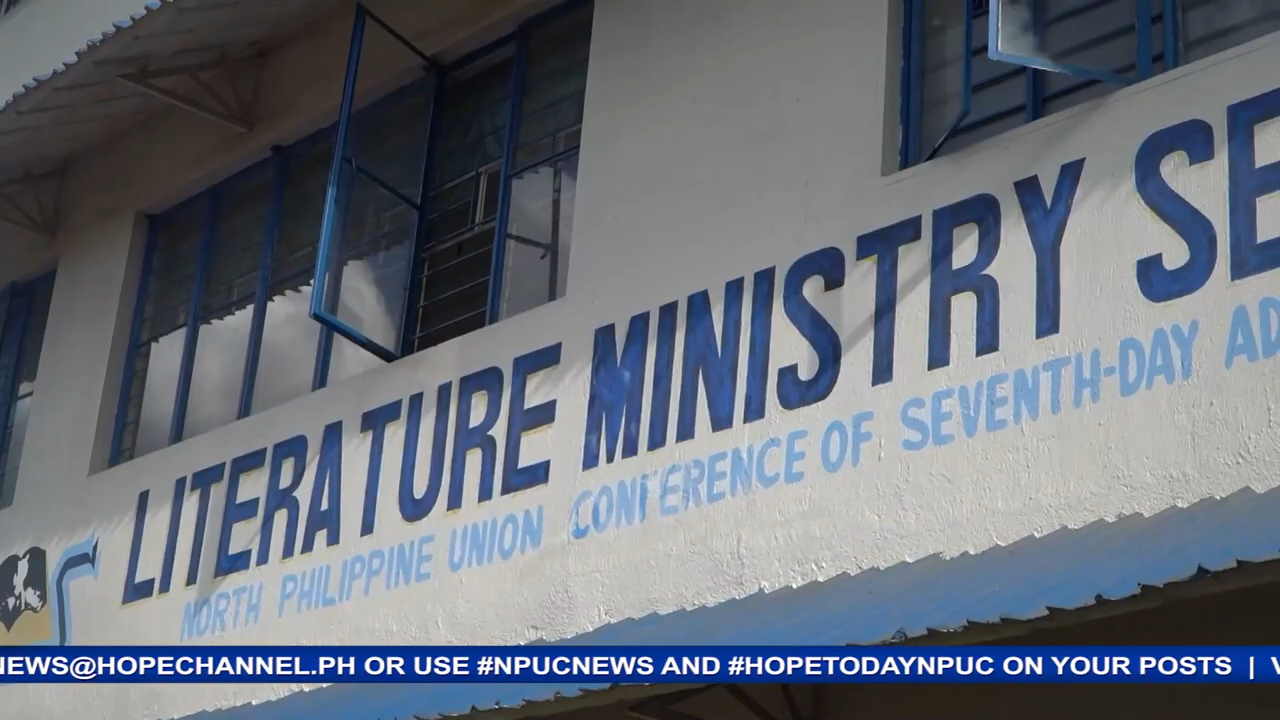 LITERATURE MINISTRY SE
NORTH PHILIPPINE UNION CONFERENCE OF SEVENTH-DAY AD
NEWS@HOPECHANNEL.PH OR USE #NPUCNEWS AND #HOPETODAYNPUC ON YOUR POSTS | V